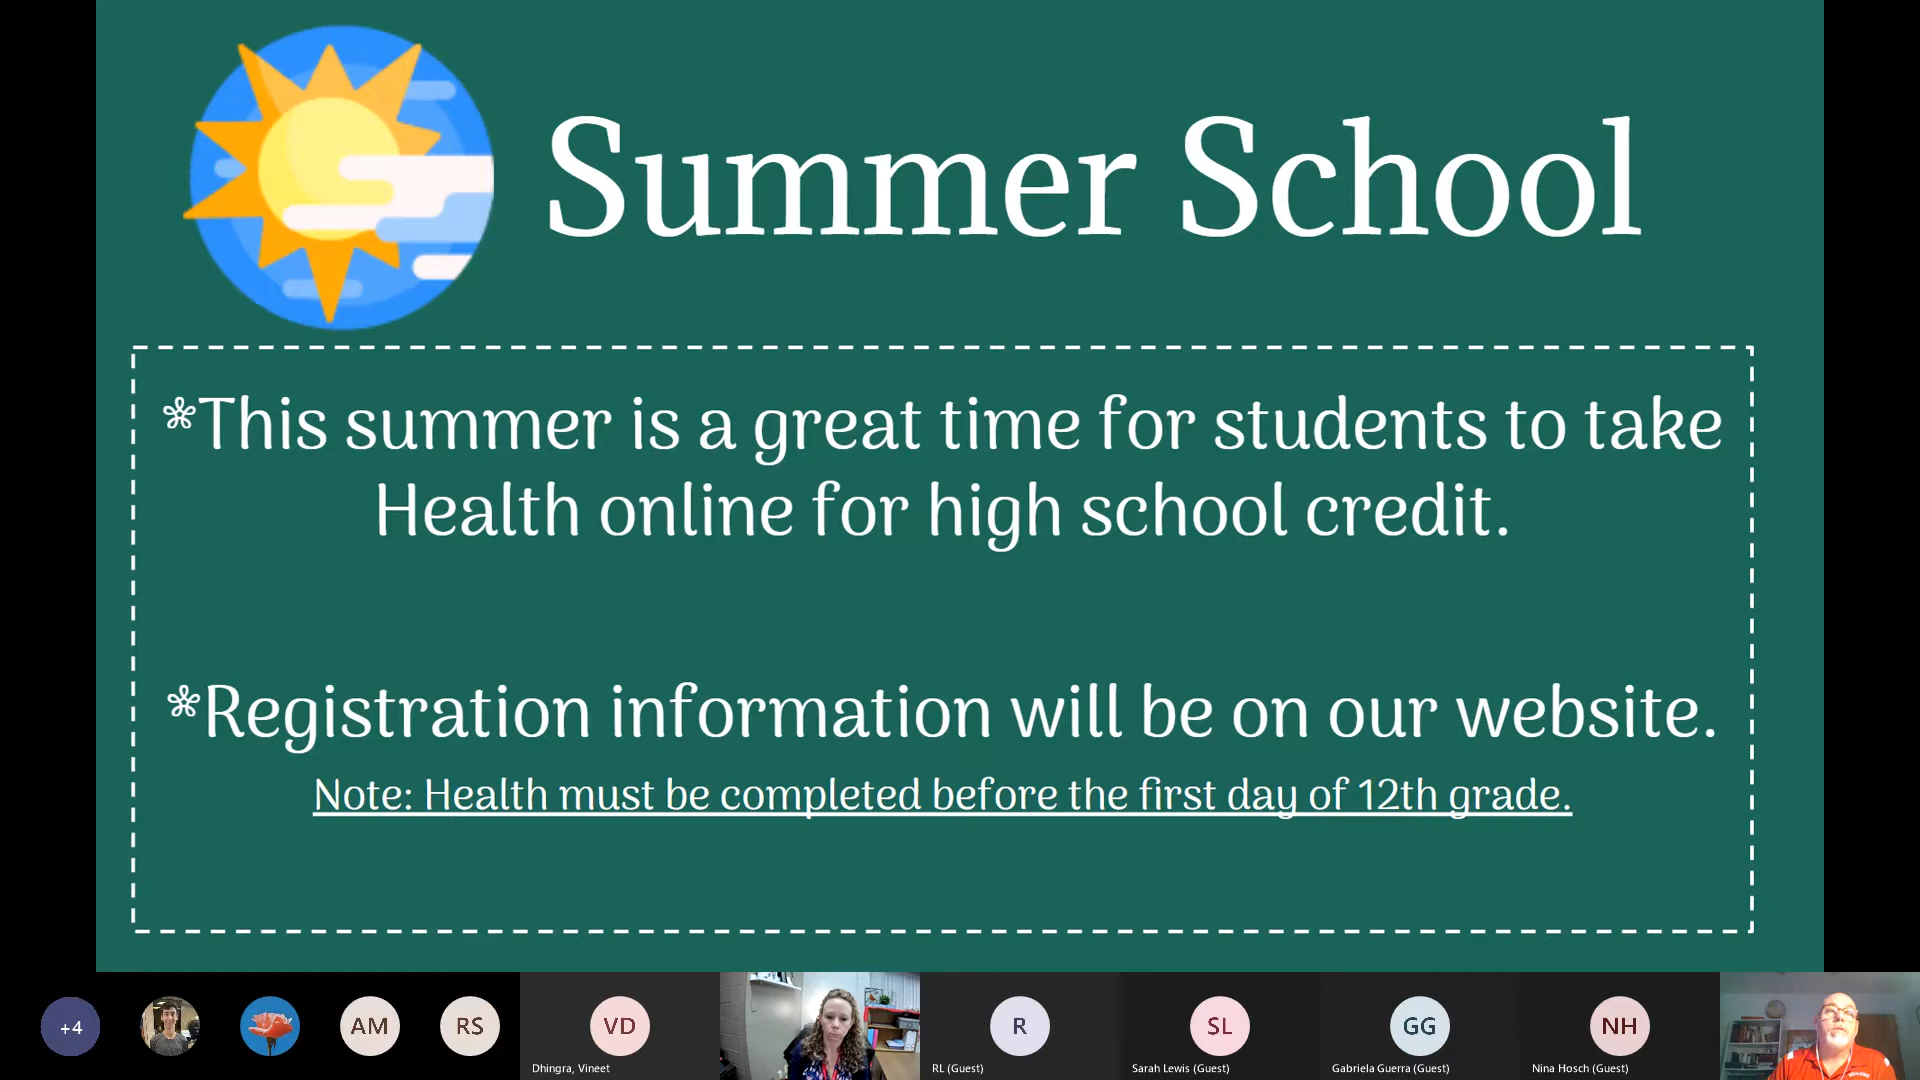 Summer School
*This summer is a great time for students to take
Health online for high school credit.
*Registration information will be on our website.
Note: Health must be completed before the first day of 12th grade.
+4
AM
RS
VD
R
SL
GG
NH
Dhingra, Vineet
RL (Guest)
Sarah Lewis (Guest)
Gabriela Guerra (Guest)
Nina Hosch (Guest)